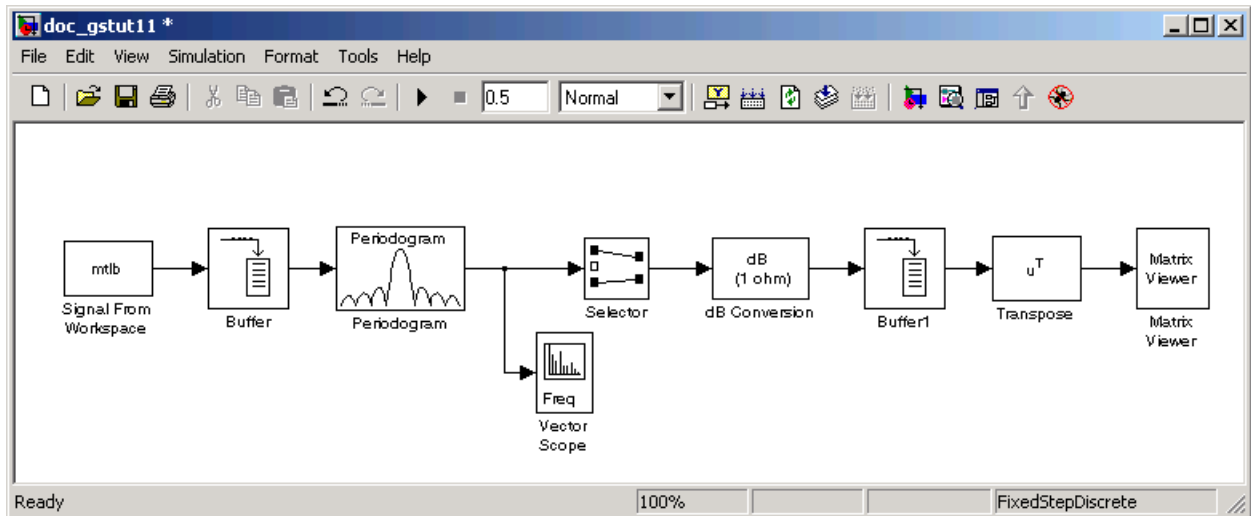 doc_gstut11 *
File Edit View Simulation Format Tools Help
0.5 Normal
mtlb
Signal From
Workspace
Buffer
Periodogram
Periodogram
Freq
Vector
Scope
Selector
dB
(1 ohm)
dB Conversion
Buffer1
uᵀ
Transpose
Matrix
Viewer
Matrix
Viewer
Ready 100% FixedStepDiscrete